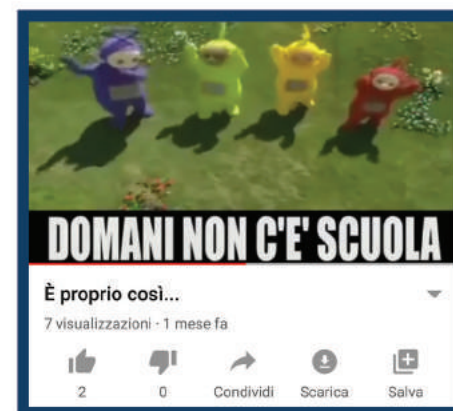 DOMANI NON C'E' SCUOLA
È proprio così...
7 visualizzazioni · 1 mese fa
2 0 Condividi Scarica Salva